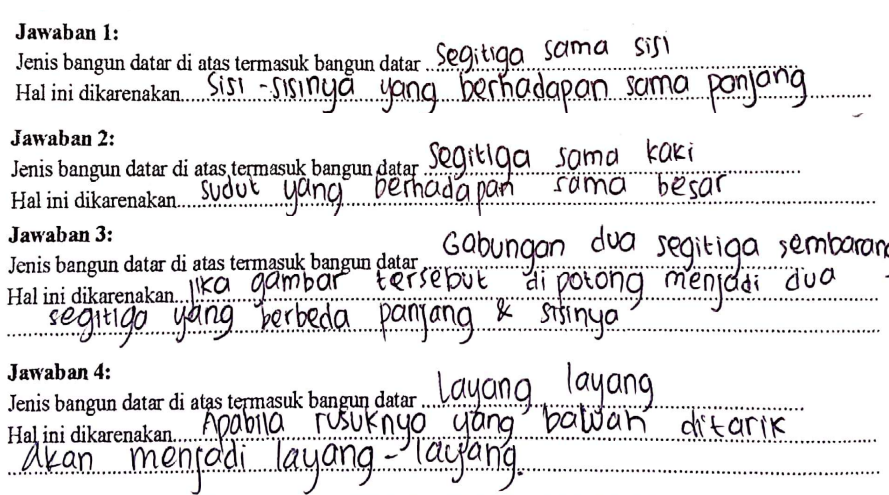 Jawaban 1:
Jenis bangun datar di atas termasuk bangun datar segitiga sama sisi
Hal ini dikarenakan sisi-sisinya yang berhadapan sama panjang
Jawaban 2:
Jenis bangun datar di atas termasuk bangun datar segitiga sama kaki
Hal ini dikarenakan sudut yang berhadapan sama besar
Jawaban 3:
Jenis bangun datar di atas termasuk bangun datar Gabungan dua segitiga sembarang
Hal ini dikarenakan jika gambar tersebut di potong menjadi dua
segitiga yang berbeda panjang & sisinya
Jawaban 4:
Jenis bangun datar di atas termasuk bangun datar Layang layang
Hal ini dikarenakan Apabila rusuknya yang bawah ditarik
akan menjadi layang-layang.